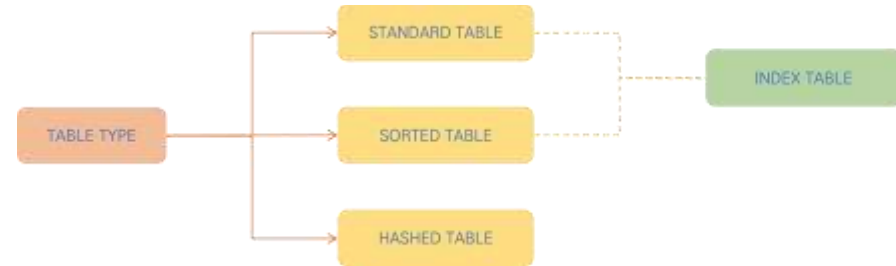 STANDARD TABLE
INDEX TABLE
TABLE TYPE
SORTED TABLE
HASHED TABLE